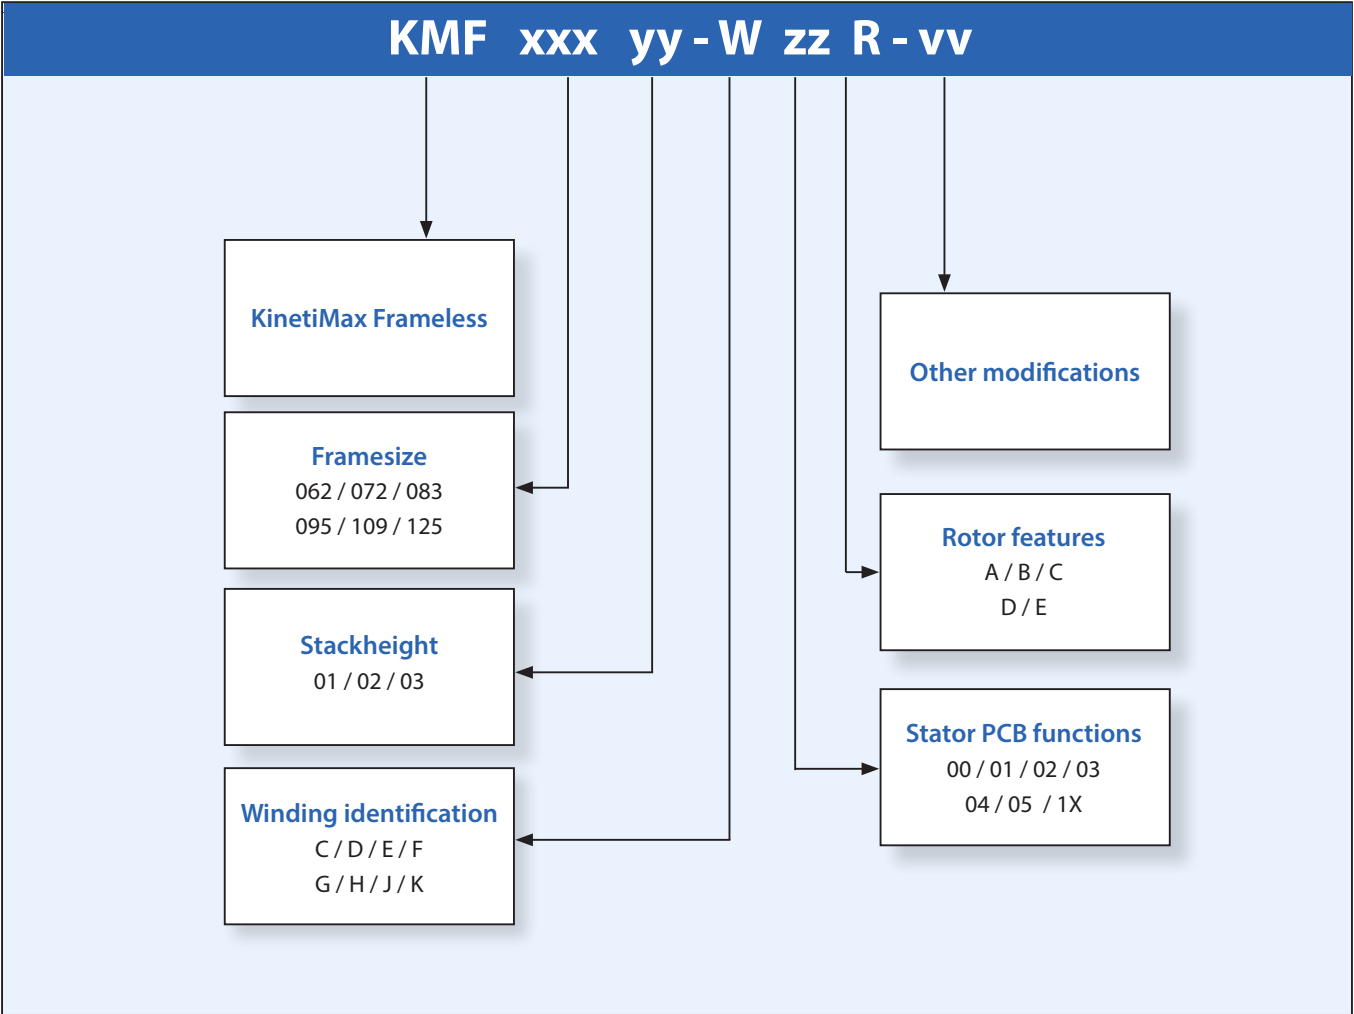 KMF xxx yy - W zz R - vv
KinetiMax Frameless
Framesize
062 / 072 / 083
095 / 109 / 125
Stackheight
01 / 02 / 03
Winding identification
C / D / E / F
G / H / J / K
Other modifications
Rotor features
A / B / C
D / E
Stator PCB functions
00 / 01 / 02 / 03
04 / 05 / 1X